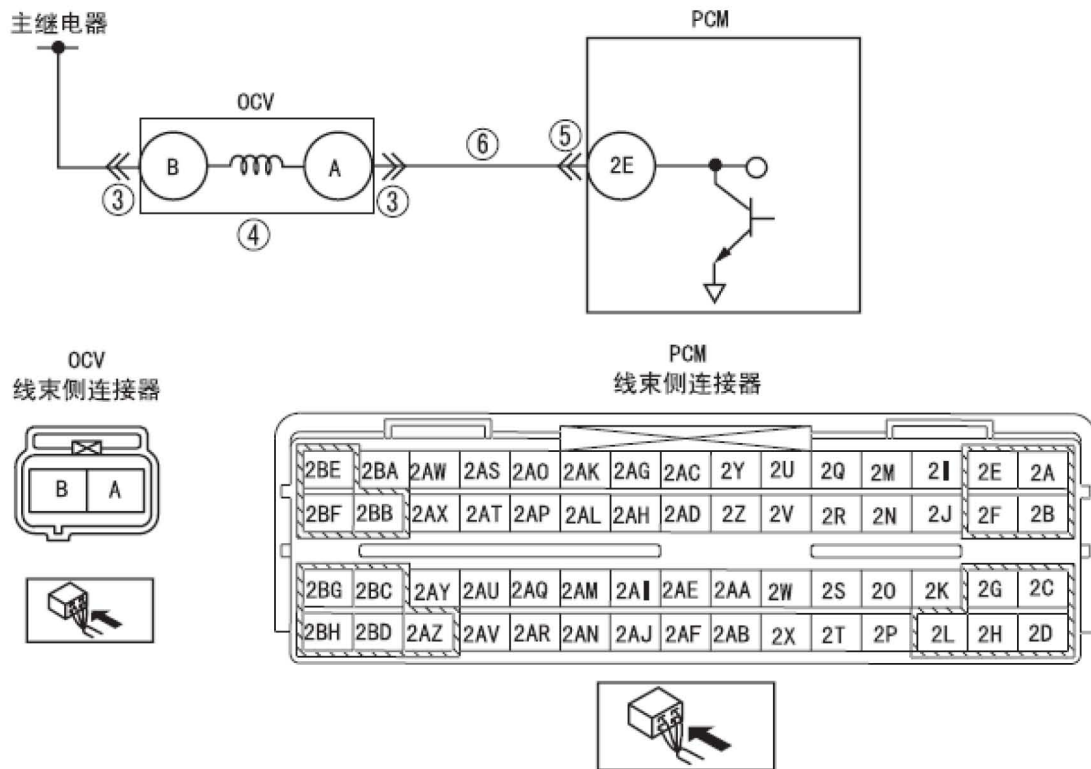 主继电器
PCM
OCV
B A
2E
③ ③ ④ ⑥ ⑤
OCV
线束侧连接器
PCM
线束侧连接器
B A
2BE 2BA 2AW 2AS 2AO 2AK 2AG 2AC 2Y 2U 2Q 2M 2I 2E 2A
2BF 2BB 2AX 2AT 2AP 2AL 2AH 2AD 2Z 2V 2R 2N 2J 2F 2B
2BG 2BC 2AY 2AU 2AQ 2AM 2AI 2AE 2AA 2W 2S 2O 2K 2G 2C
2BH 2BD 2AZ 2AV 2AR 2AN 2AJ 2AF 2AB 2X 2T 2P 2L 2H 2D